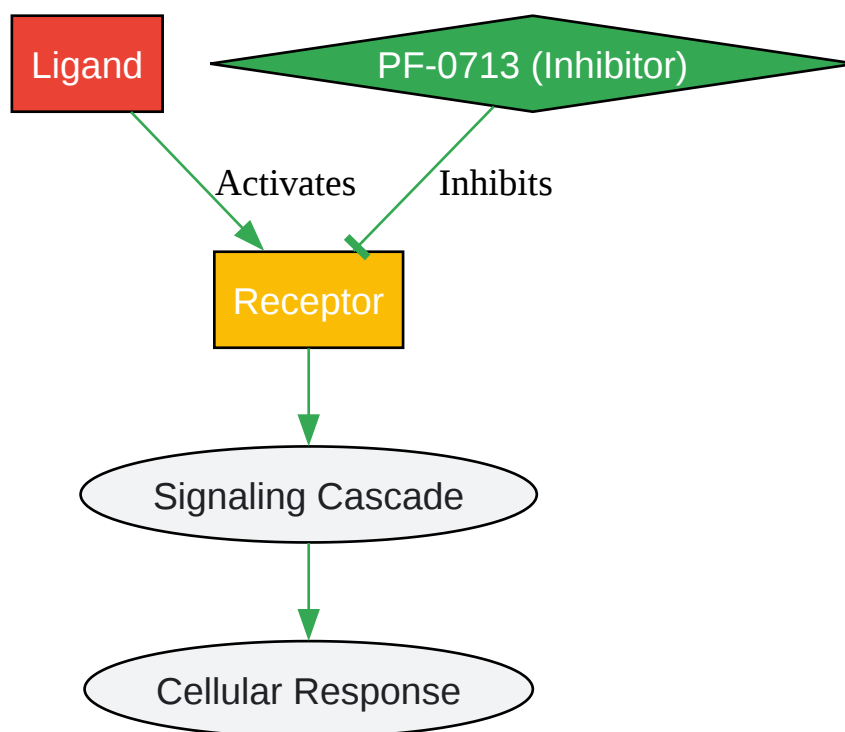 Ligand
PF-0713 (Inhibitor)
Activates
Inhibits
Receptor
Signaling Cascade
Cellular Response